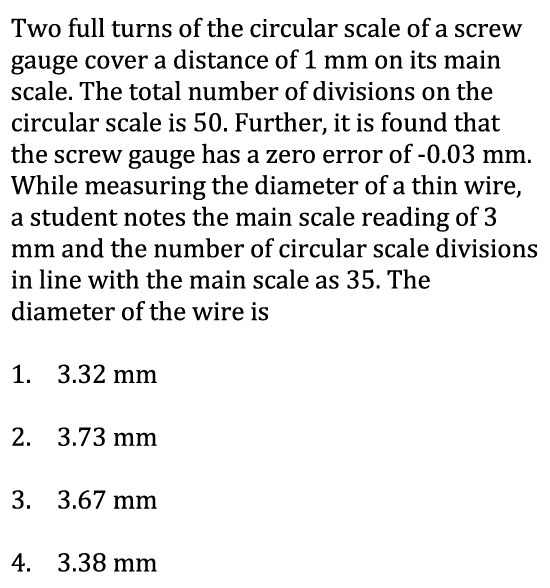 Two full turns of the circular scale of a screw
gauge cover a distance of 1 mm on its main
scale. The total number of divisions on the
circular scale is 50. Further, it is found that
the screw gauge has a zero error of -0.03 mm.
While measuring the diameter of a thin wire,
a student notes the main scale reading of 3
mm and the number of circular scale divisions
in line with the main scale as 35. The
diameter of the wire is
1. 3.32 mm
2. 3.73 mm
3. 3.67 mm
4. 3.38 mm